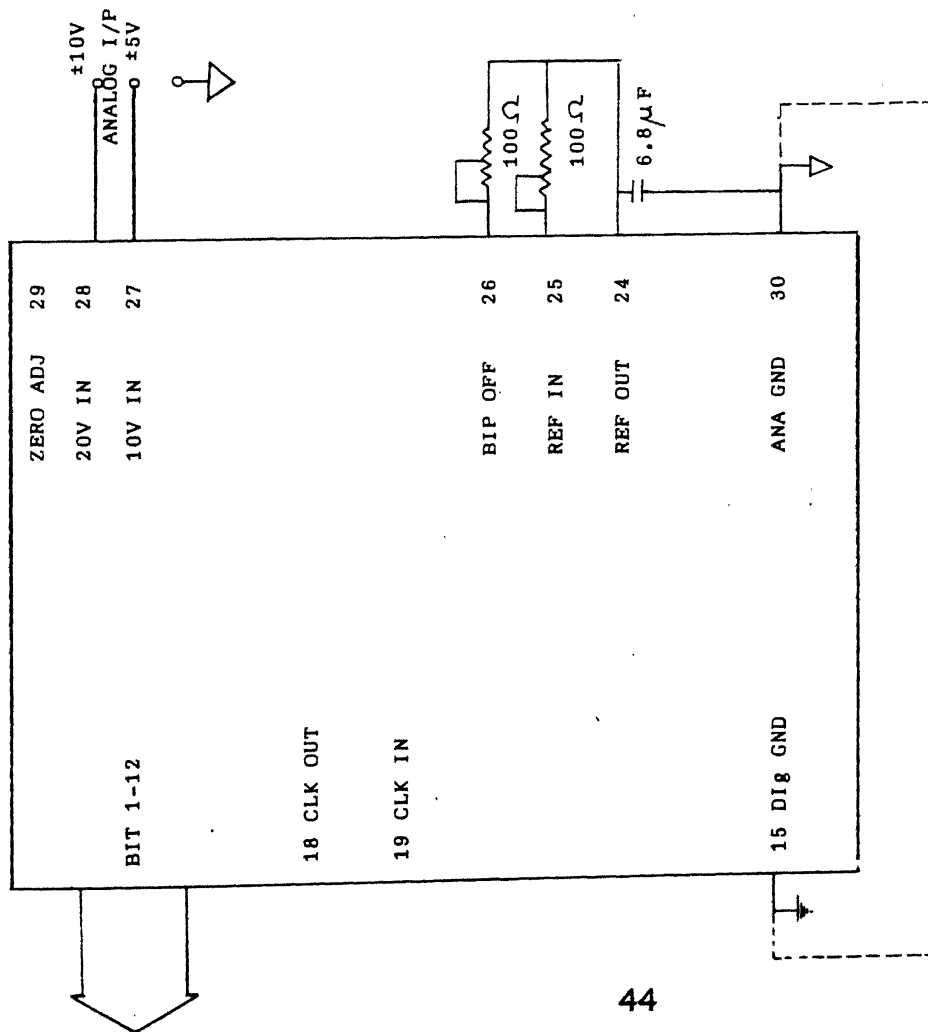 ±10V
ANALOG I/P
±5V
ZERO ADJ 29
20V IN 28
10V IN 27
BIP OFF 26
REF IN 25
REF OUT 24
ANA GND 30
100Ω
100Ω
6.8μF
BIT 1-12
18 CLK OUT
19 CLK IN
15 DIg GND
44